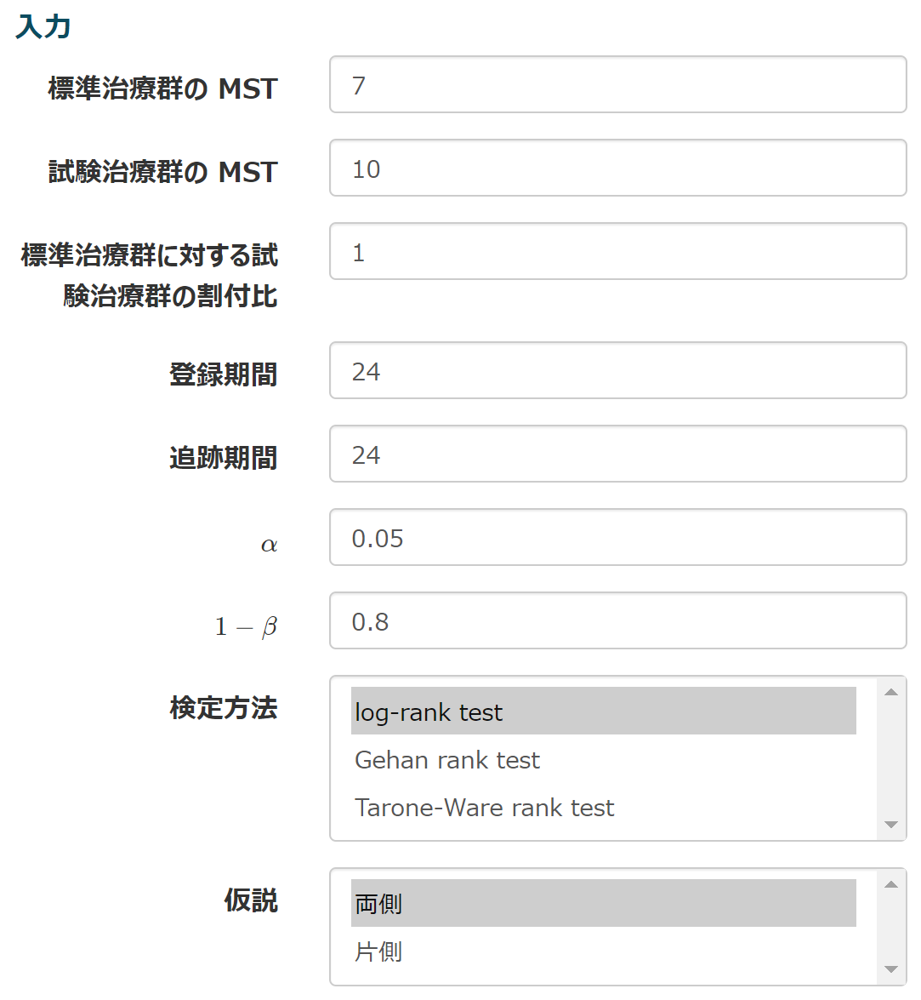 入力
標準治療群の MST
7
試験治療群の MST
10
標準治療群に対する試
験治療群の割付比
1
登録期間
24
追跡期間
24
α
0.05
1 − β
0.8
検定方法
log-rank test
Gehan rank test
Tarone-Ware rank test
仮説
両側
片側